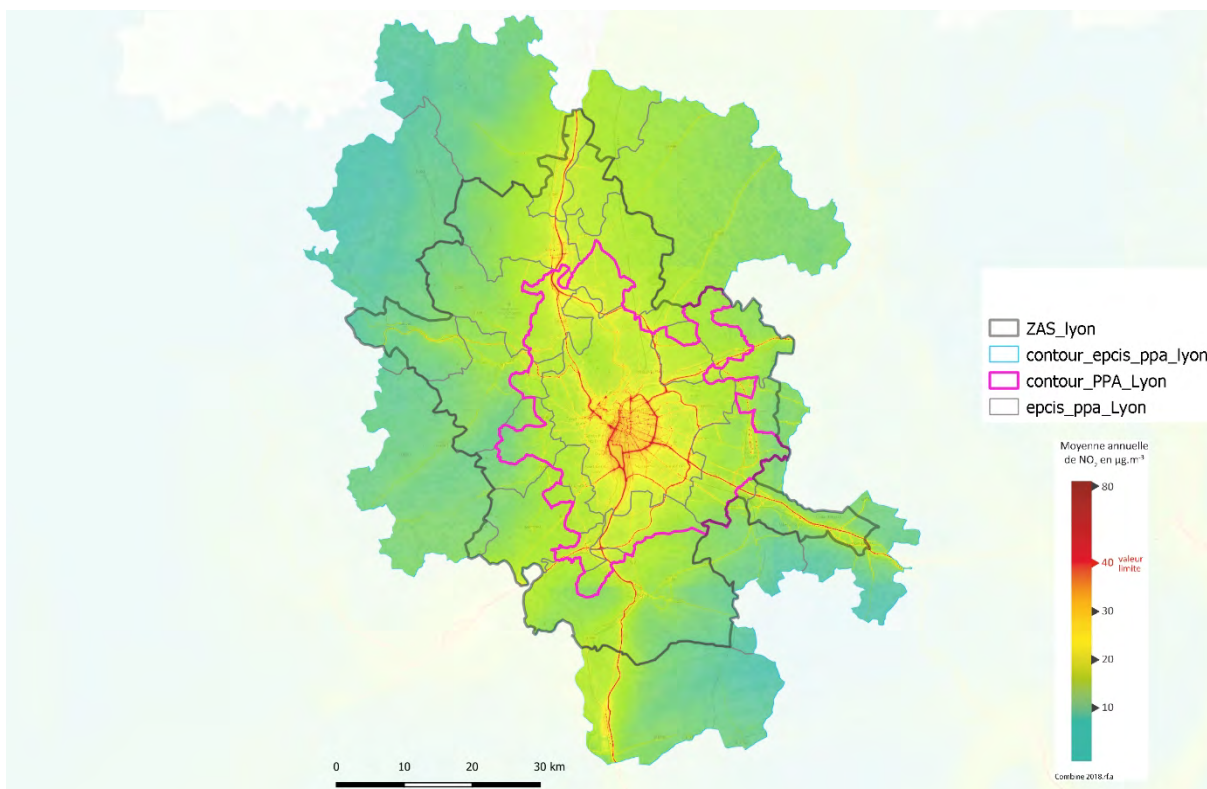 ZAS_lyon
contour_epcis_ppa_lyon
contour_PPA_Lyon
epcis_ppa_Lyon
Moyenne annuelle
de NO₂ en µg.m⁻³
80
40 valeur
limite
30
20
10
Combine 2018.rfa
0 10 20 30 km